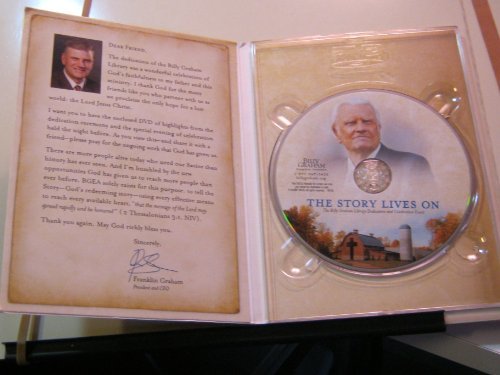 DEAR FRIEND,
The dedication of the Billy Graham
Library was a wonderful celebration of
God's faithfulness to my father and this
ministry. I thank God for the many
friends like you who partner with us to
proclaim the only hope for a lost
world: the Lord Jesus Christ.
I want you to have the enclosed DVD of highlights from the
dedication ceremony and the special evening of celebration
held the night before. As you view this—and share it with a
friend—please pray for the ongoing work that God has given us.
There are more people alive today who need our Savior than
history has ever seen. And I'm humbled by the new
opportunities God has given us to reach more people than
ever before. BGEA exists solely for this purpose: to tell the
Story—God's redeeming story—using every effective means
to reach every available heart, "that the message of the Lord may
spread rapidly and be honored" (2 Thessalonians 3:1, NIV).
Thank you again. May God richly bless you.
Sincerely,
Franklin Graham
President and CEO
BILLY
GRAHAM
THE STORY LIVES ON
The Billy Graham Library Dedication and Celebration Event